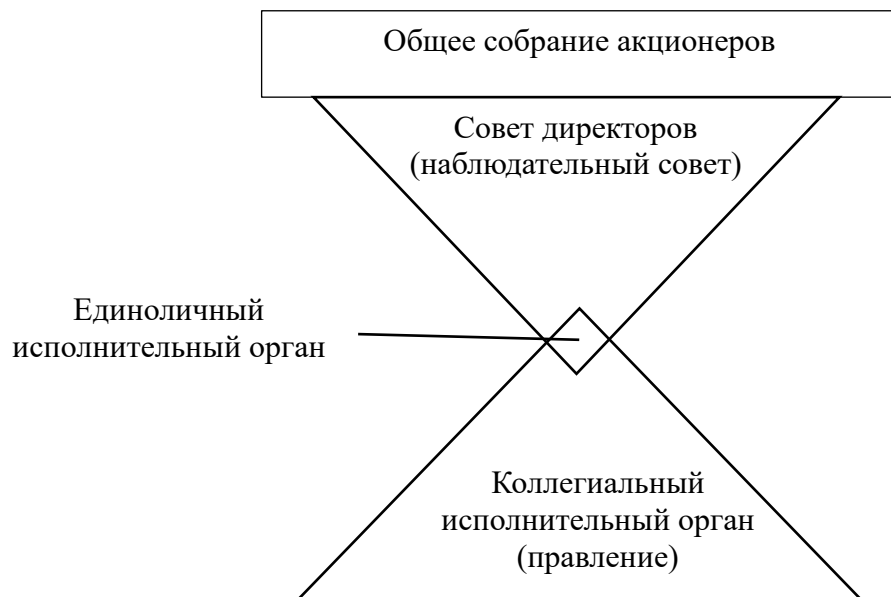 Общее собрание акционеров
Совет директоров
(наблюдательный совет)
Единоличный
исполнительный орган
Коллегиальный
исполнительный орган
(правление)